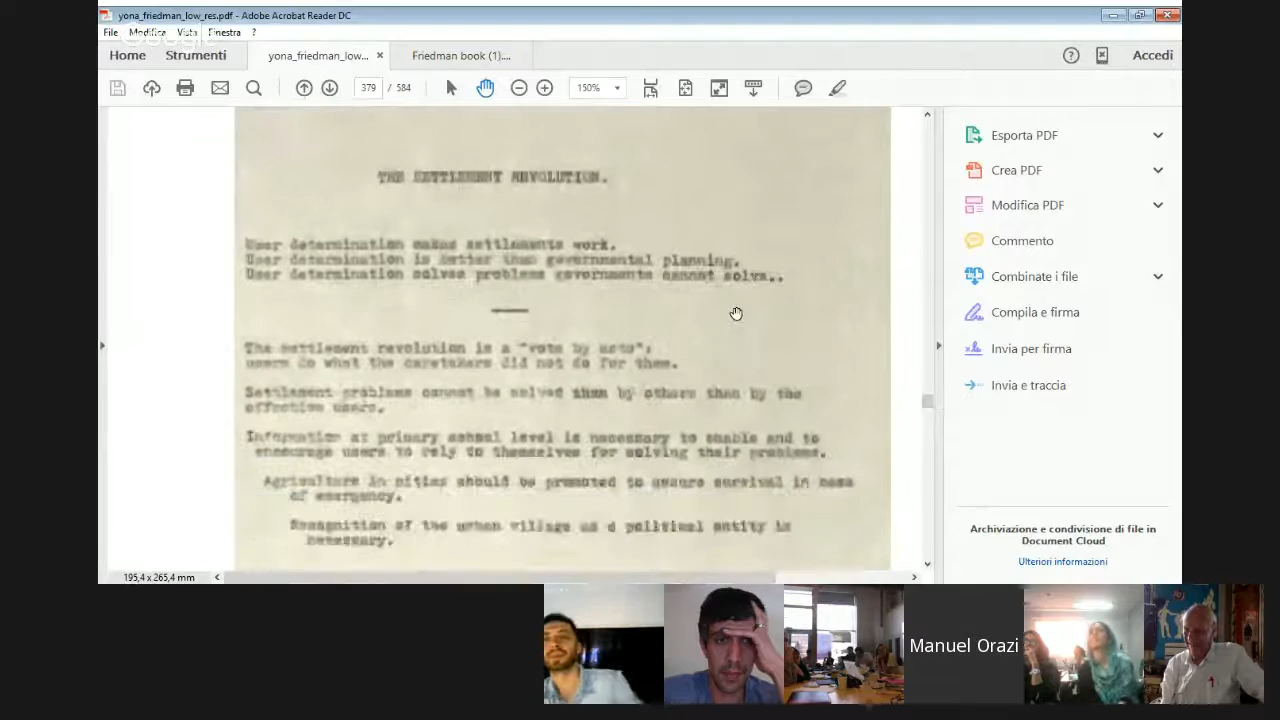 yona_friedman_low_res.pdf - Adobe Acrobat Reader DC
File Modifica Vista Finestra ?
Google
Home Strumenti yona_friedman_low... × Friedman book (1).... Accedi
379 / 584 150%
THE SETTLEMENT REVOLUTION.
User determination makes settlements work.
User determination is better than governmental planning.
User determination solves problems governments cannot solve..
The settlement revolution is a "vote by acts":
users do what the caretakers did not do for them.
Settlement problems cannot be solved than by others than by the
effective users.
Information at primary school level is necessary to enable and to
encourage users to rely to themselves for solving their problems.
Agriculture in cities should be promoted to assure survival in case
of emergency.
Recognition of the urban village as a political entity is
necessary.
195,4 x 265,4 mm
Esporta PDF
Crea PDF
Modifica PDF
Commento
Combinate i file
Compila e firma
Invia per firma
Invia e traccia
Archiviazione e condivisione di file in
Document Cloud
Ulteriori informazioni
Manuel Orazi